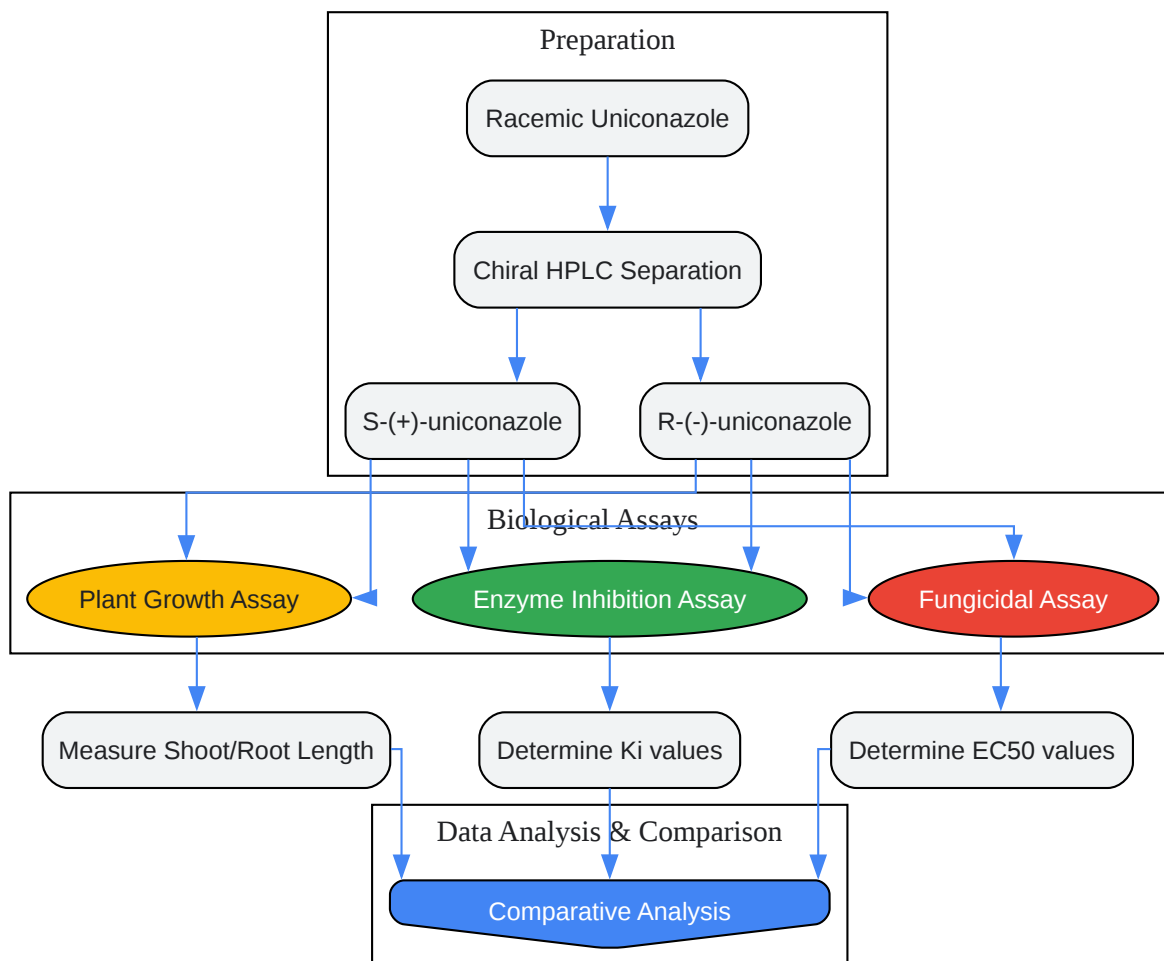 Preparation
Racemic Uniconazole
Chiral HPLC Separation
S-(+)-uniconazole
R-(-)-uniconazole
Biological Assays
Plant Growth Assay
Enzyme Inhibition Assay
Fungicidal Assay
Measure Shoot/Root Length
Determine Ki values
Determine EC50 values
Data Analysis & Comparison
Comparative Analysis